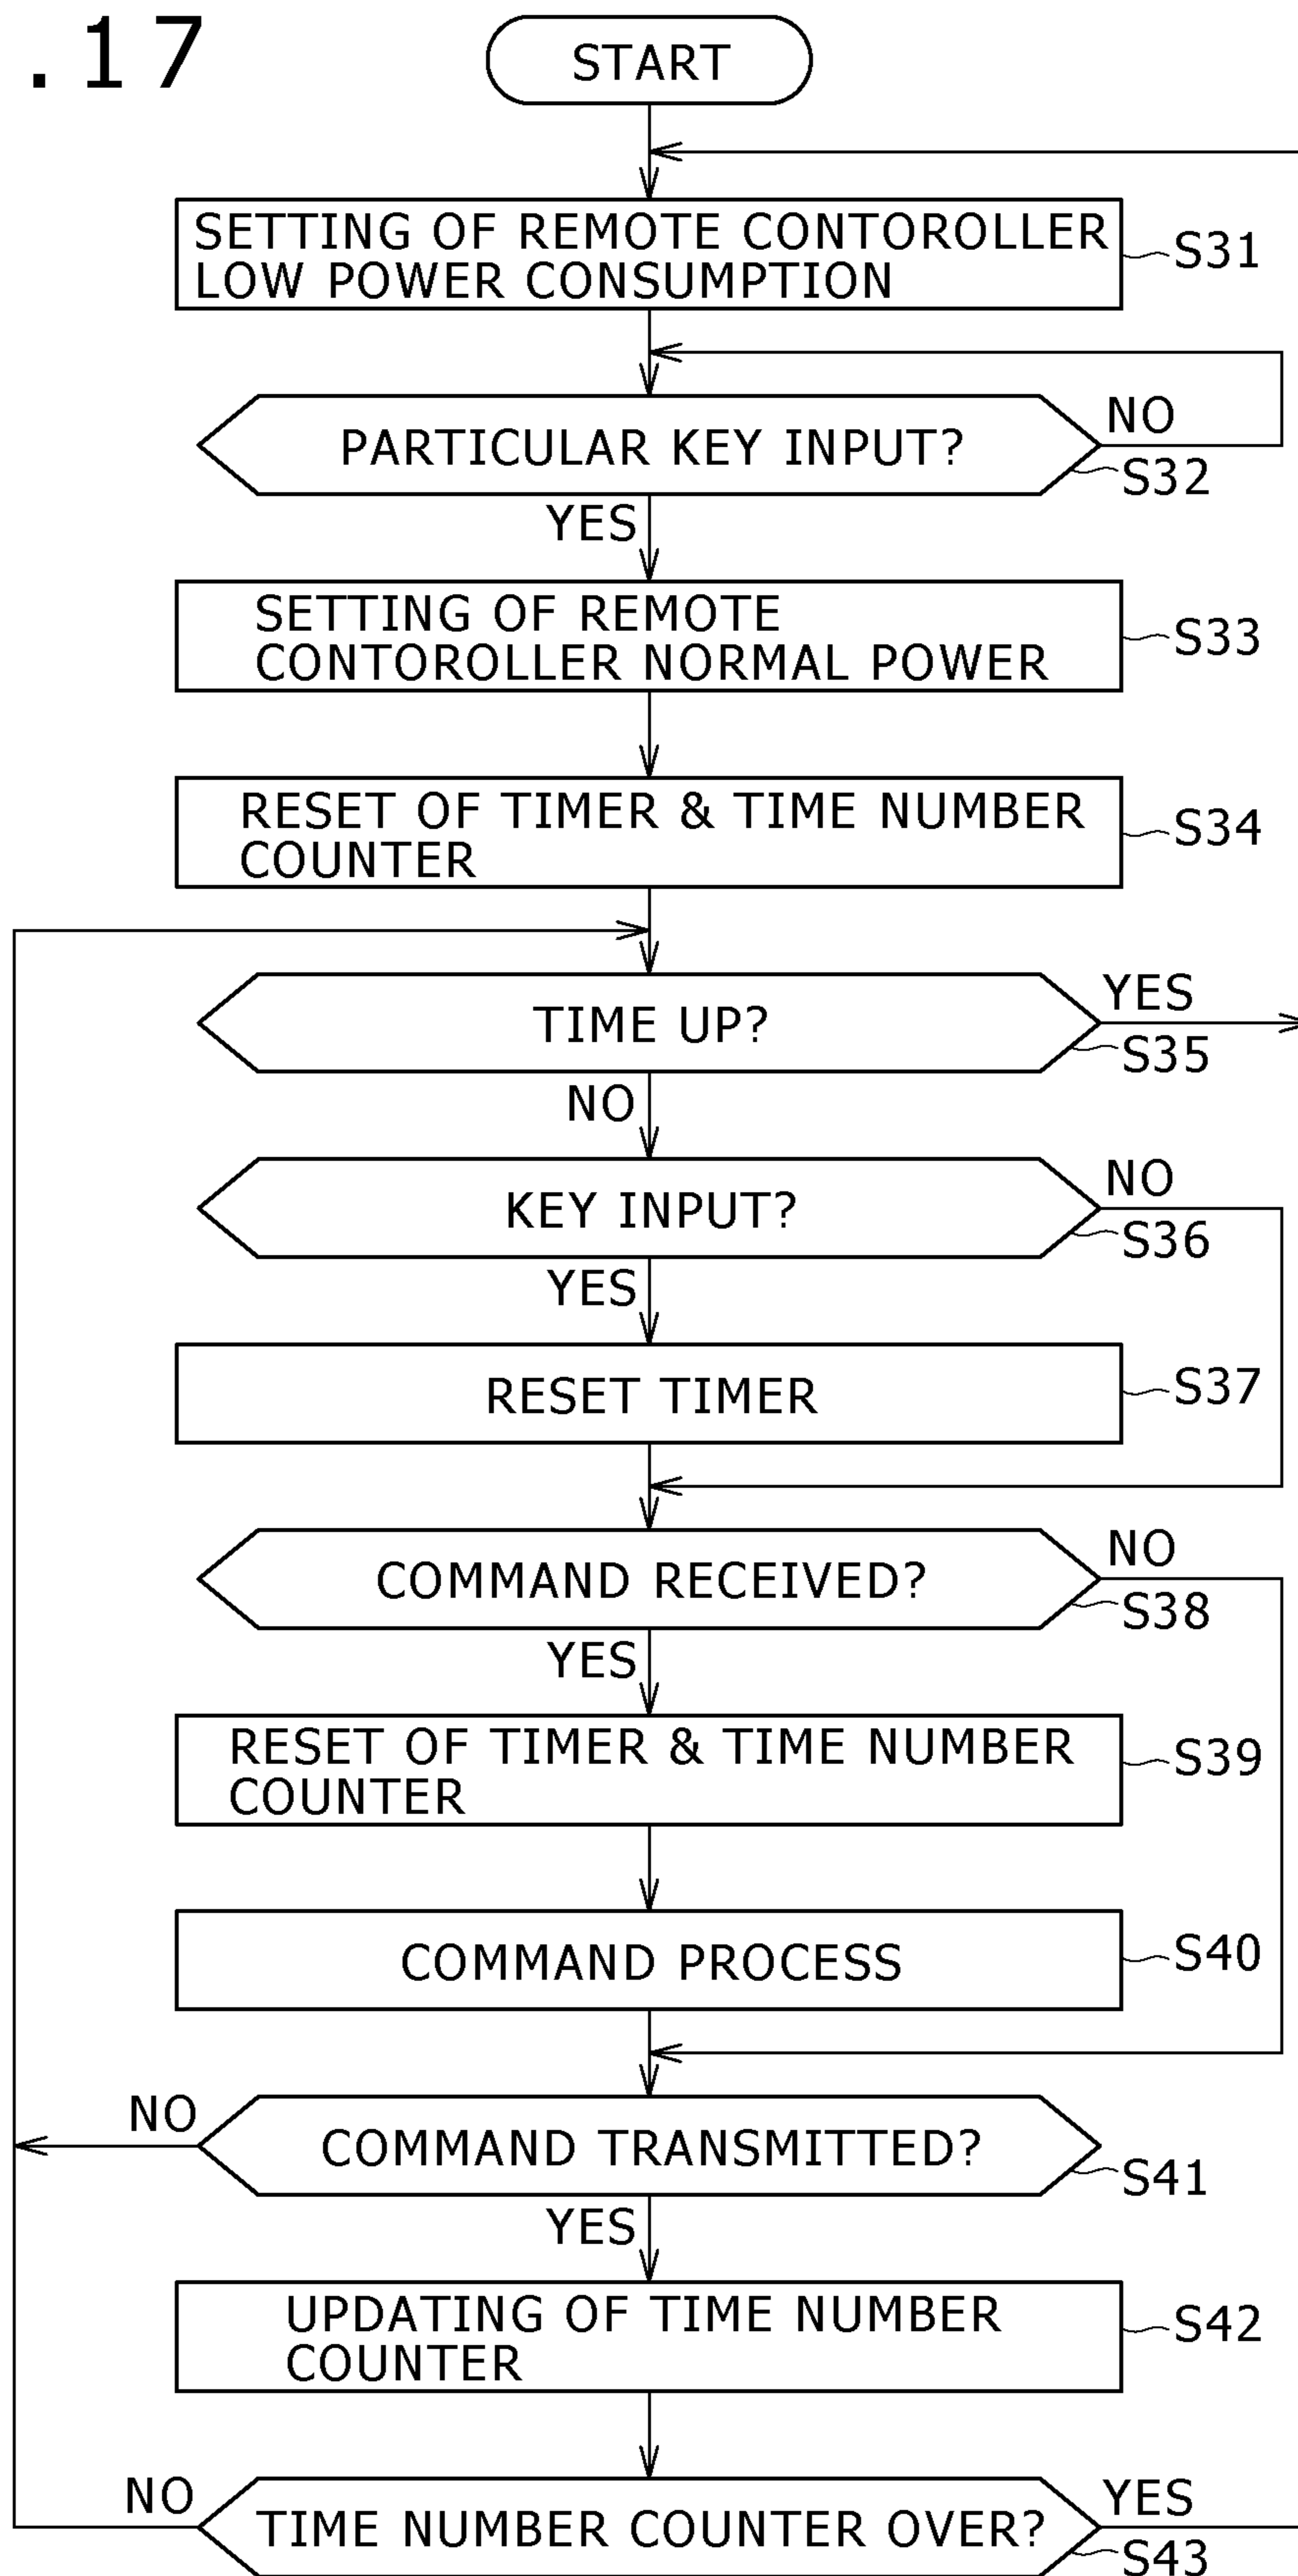 .17
START
SETTING OF REMOTE CONTOROLLER
LOW POWER CONSUMPTION
S31
PARTICULAR KEY INPUT?
NO
S32
YES
SETTING OF REMOTE
CONTOROLLER NORMAL POWER
S33
RESET OF TIMER & TIME NUMBER
COUNTER
S34
TIME UP?
YES
S35
NO
KEY INPUT?
NO
S36
YES
RESET TIMER
S37
COMMAND RECEIVED?
NO
S38
YES
RESET OF TIMER & TIME NUMBER
COUNTER
S39
COMMAND PROCESS
S40
NO
COMMAND TRANSMITTED?
S41
YES
UPDATING OF TIME NUMBER
COUNTER
S42
NO
TIME NUMBER COUNTER OVER?
YES
S43